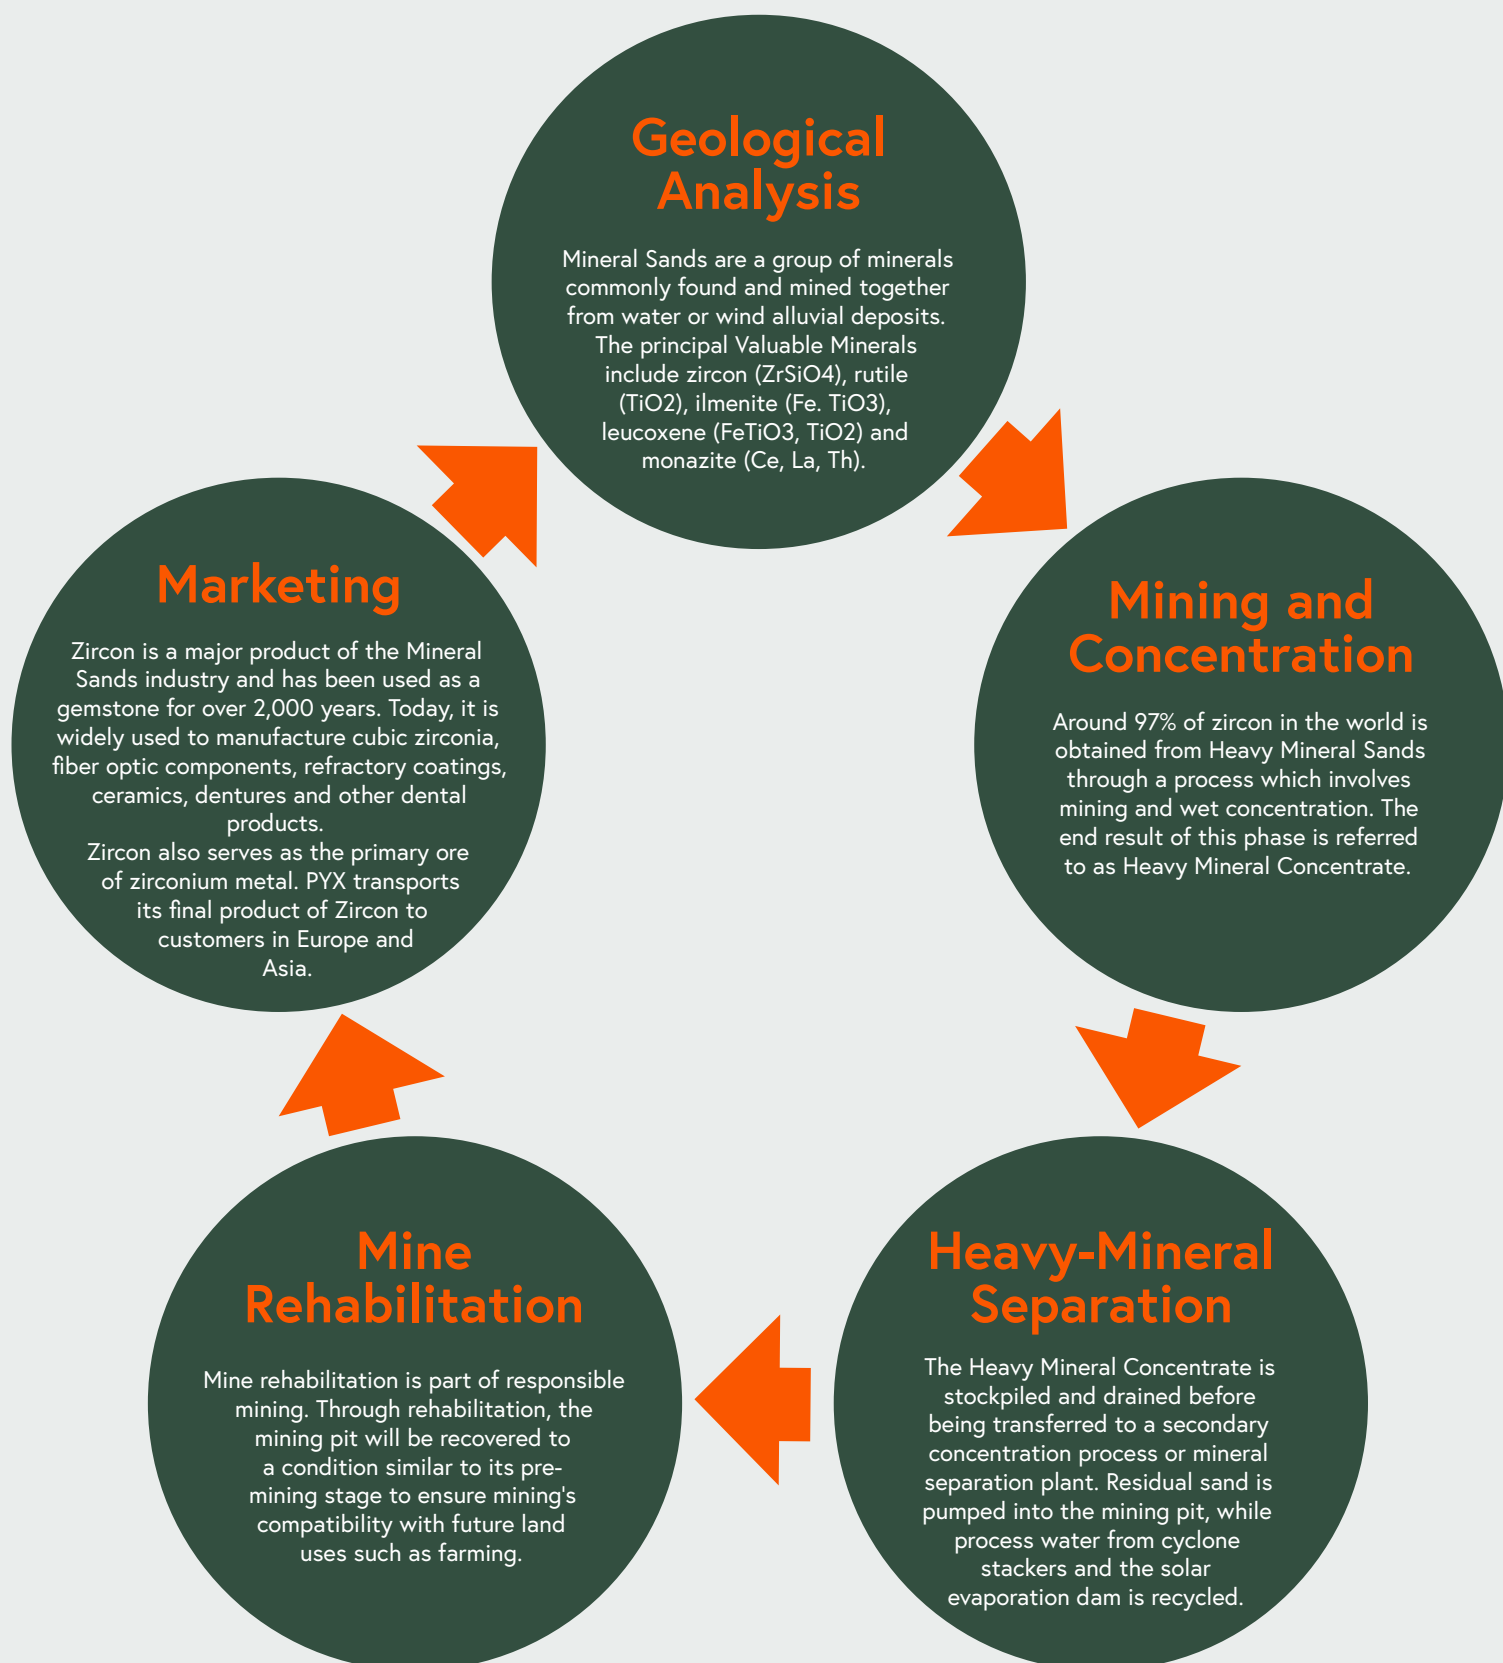 Geological
Analysis
Mineral Sands are a group of minerals
commonly found and mined together
from water or wind alluvial deposits.
The principal Valuable Minerals
include zircon (ZrSiO4), rutile
(TiO2), ilmenite (Fe. TiO3),
leucoxene (FeTiO3, TiO2) and
monazite (Ce, La, Th).
Mining and
Concentration
Around 97% of zircon in the world is
obtained from Heavy Mineral Sands
through a process which involves
mining and wet concentration. The
end result of this phase is referred
to as Heavy Mineral Concentrate.
Heavy-Mineral
Separation
The Heavy Mineral Concentrate is
stockpiled and drained before
being transferred to a secondary
concentration process or mineral
separation plant. Residual sand is
pumped into the mining pit, while
process water from cyclone
stackers and the solar
evaporation dam is recycled.
Mine
Rehabilitation
Mine rehabilitation is part of responsible
mining. Through rehabilitation, the
mining pit will be recovered to
a condition similar to its pre-
mining stage to ensure mining's
compatibility with future land
uses such as farming.
Marketing
Zircon is a major product of the Mineral
Sands industry and has been used as a
gemstone for over 2,000 years. Today, it is
widely used to manufacture cubic zirconia,
fiber optic components, refractory coatings,
ceramics, dentures and other dental
products.
Zircon also serves as the primary ore
of zirconium metal. PYX transports
its final product of Zircon to
customers in Europe and
Asia.